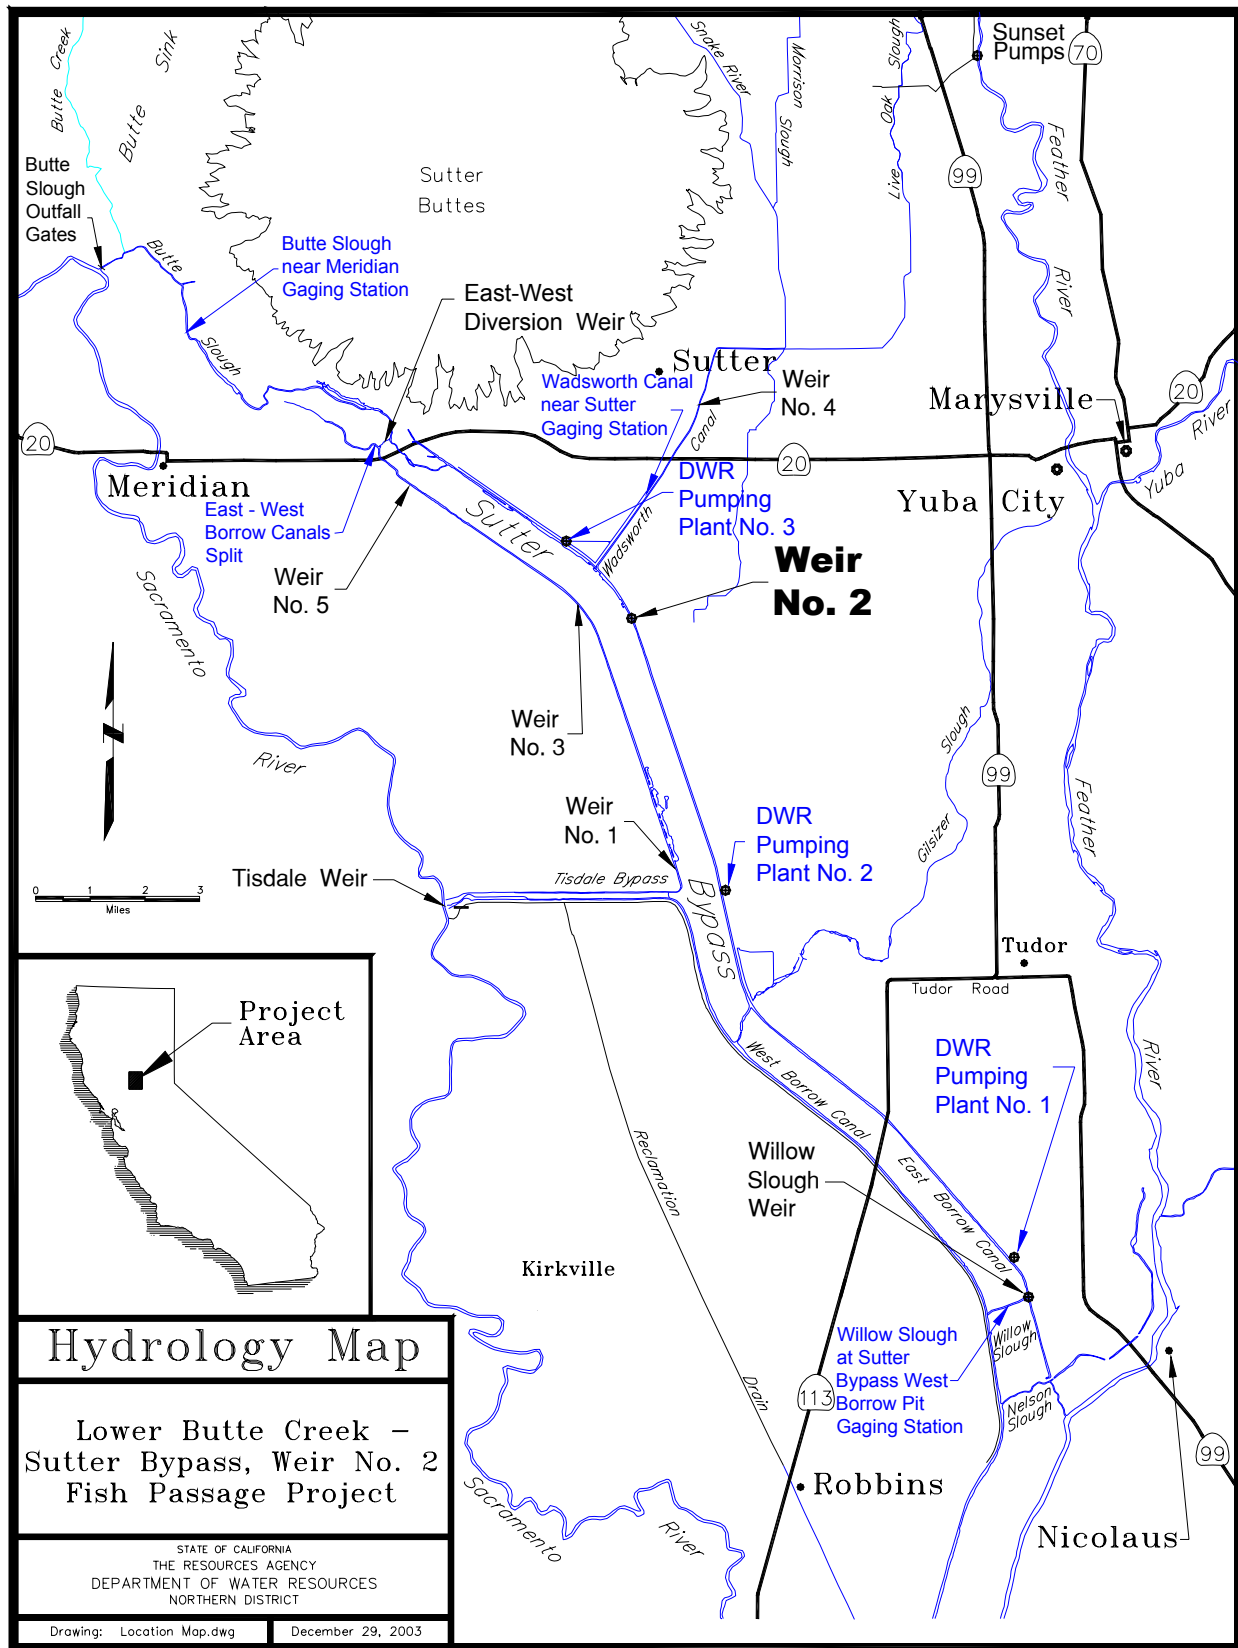 Butte Creek
Butte Sink
Snake River
Morrison Slough
Live Oak Slough
Sunset
Pumps
70
99
Feather River
Sutter
Buttes
Butte
Slough
Outfall
Gates
Butte Slough
Butte Slough
near Meridian
Gaging Station
East-West
Diversion Weir
Sutter
Wadsworth Canal
near Sutter
Gaging Station
Weir
No. 4
Marysville
20
River
Yuba
20
20
Meridian
Yuba City
East - West
Borrow Canals
Split
DWR
Pumping
Plant No. 3
Wadsworth Canal
Sutter
Weir
No. 2
Weir
No. 5
Sacramento
River
Weir
No. 3
Weir
No. 1
Slough
Gilsizer
99
Feather
River
DWR
Pumping
Plant No. 2
Tisdale Weir
Tisdale Bypass
Bypass
0 1 2 3
Miles
Tudor
Tudor Road
Project
Area
West Borrow Canal
East Borrow Canal
DWR
Pumping
Plant No. 1
Reclamation
Drain
Willow
Slough
Weir
Kirkville
Willow
Slough
Willow Slough
at Sutter
Bypass West
Borrow Pit
Gaging Station
Nelson
Slough
113
99
Robbins
Nicolaus
Sacramento
River
Hydrology Map
Lower Butte Creek –
Sutter Bypass, Weir No. 2
Fish Passage Project
STATE OF CALIFORNIA
THE RESOURCES AGENCY
DEPARTMENT OF WATER RESOURCES
NORTHERN DISTRICT
Drawing: Location Map.dwg
December 29, 2003